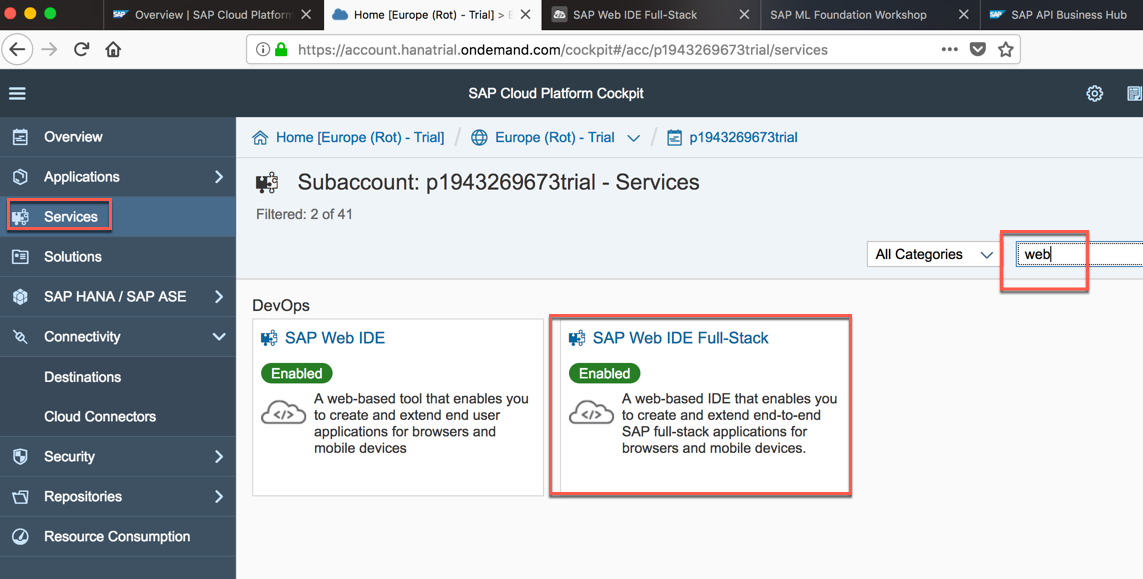 SAP Overview | SAP Cloud Platform
Home [Europe (Rot) - Trial] >
SAP Web IDE Full-Stack
SAP ML Foundation Workshop
SAP SAP API Business Hub
https://account.hanatrial.ondemand.com/cockpit#/acc/p1943269673trial/services
SAP Cloud Platform Cockpit
Overview
Applications
Services
Solutions
SAP HANA / SAP ASE
Connectivity
Destinations
Cloud Connectors
Security
Repositories
Resource Consumption
Home [Europe (Rot) - Trial] / Europe (Rot) - Trial / p1943269673trial
Subaccount: p1943269673trial - Services
Filtered: 2 of 41
All Categories
web
DevOps
SAP Web IDE
Enabled
A web-based tool that enables you
to create and extend end user
applications for browsers and
mobile devices
SAP Web IDE Full-Stack
Enabled
A web-based IDE that enables you
to create and extend end-to-end
SAP full-stack applications for
browsers and mobile devices.